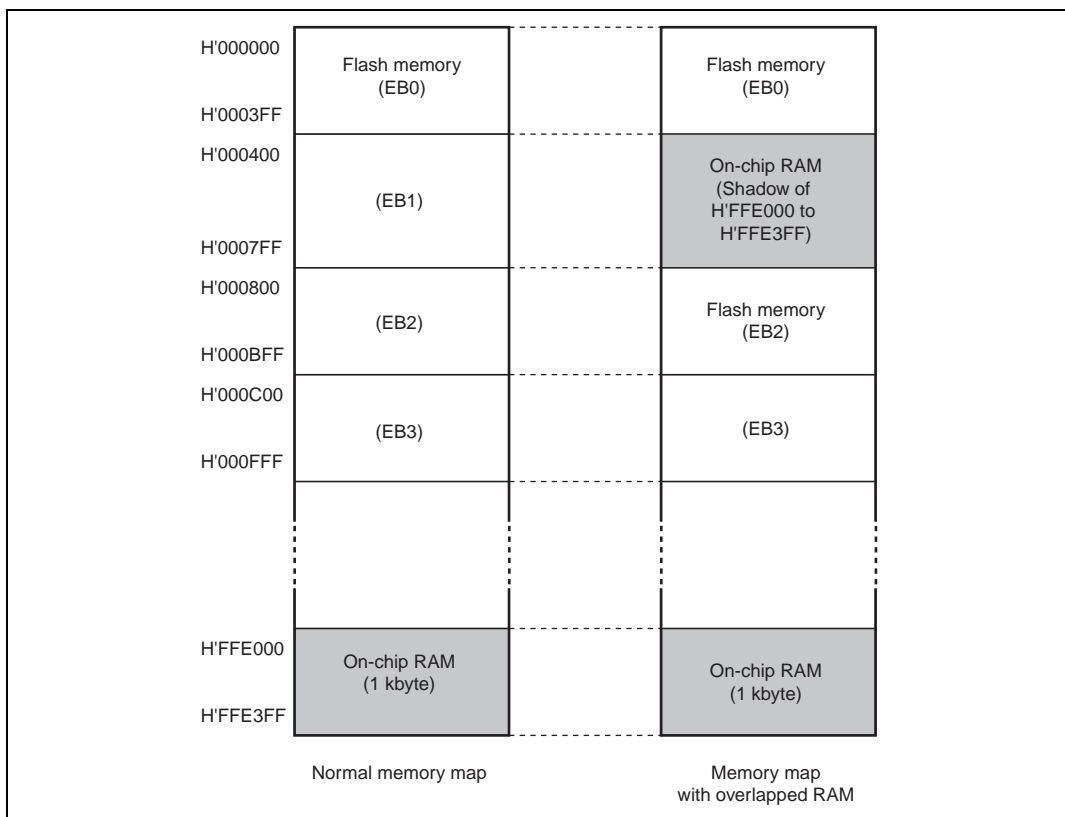 H'000000
Flash memory
(EB0)
Flash memory
(EB0)
H'0003FF
H'000400
(EB1)
On-chip RAM
(Shadow of
H'FFE000 to
H'FFE3FF)
H'0007FF
H'000800
(EB2)
Flash memory
(EB2)
H'000BFF
H'000C00
(EB3)
(EB3)
H'000FFF
H'FFE000
On-chip RAM
(1 kbyte)
On-chip RAM
(1 kbyte)
H'FFE3FF
Normal memory map
Memory map
with overlapped RAM